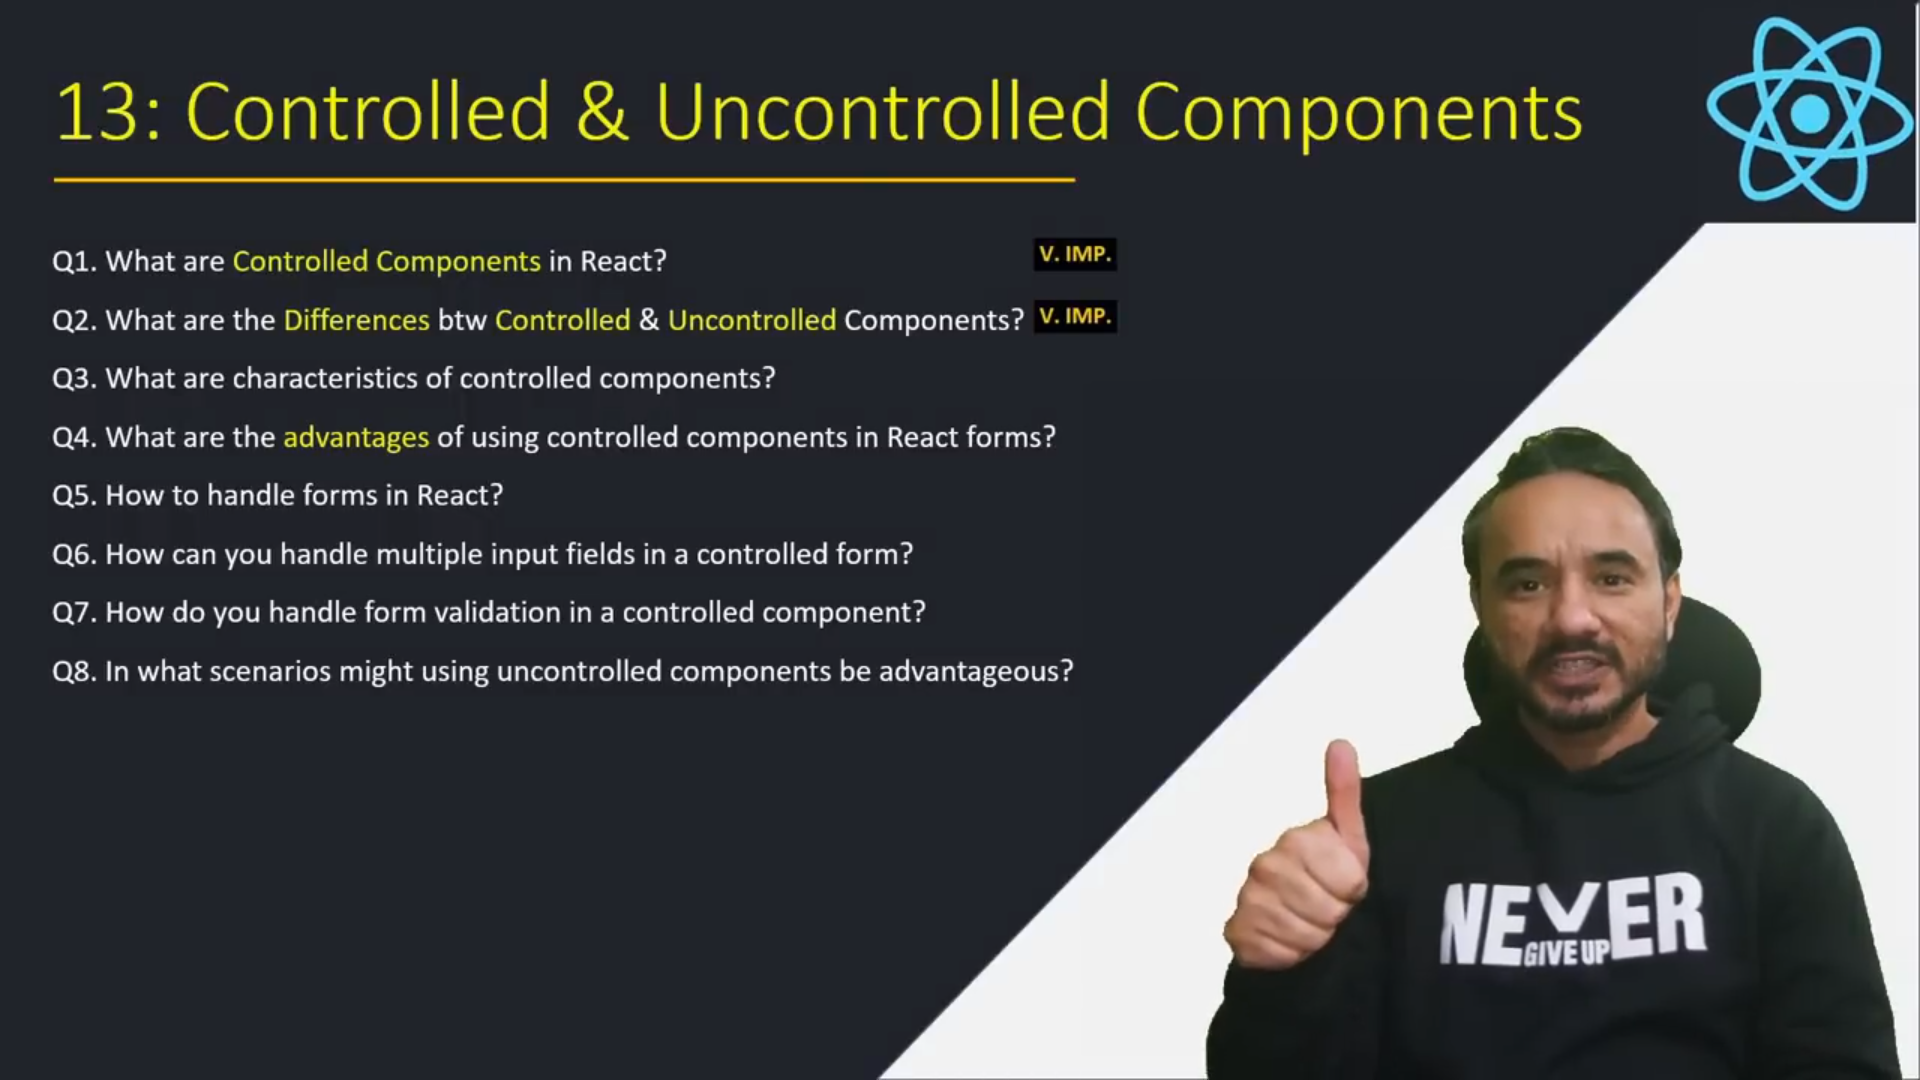 13: Controlled & Uncontrolled Components
Q1. What are Controlled Components in React? V. IMP.
Q2. What are the Differences btw Controlled & Uncontrolled Components? V. IMP.
Q3. What are characteristics of controlled components?
Q4. What are the advantages of using controlled components in React forms?
Q5. How to handle forms in React?
Q6. How can you handle multiple input fields in a controlled form?
Q7. How do you handle form validation in a controlled component?
Q8. In what scenarios might using uncontrolled components be advantageous?
NEVER
GIVE UP